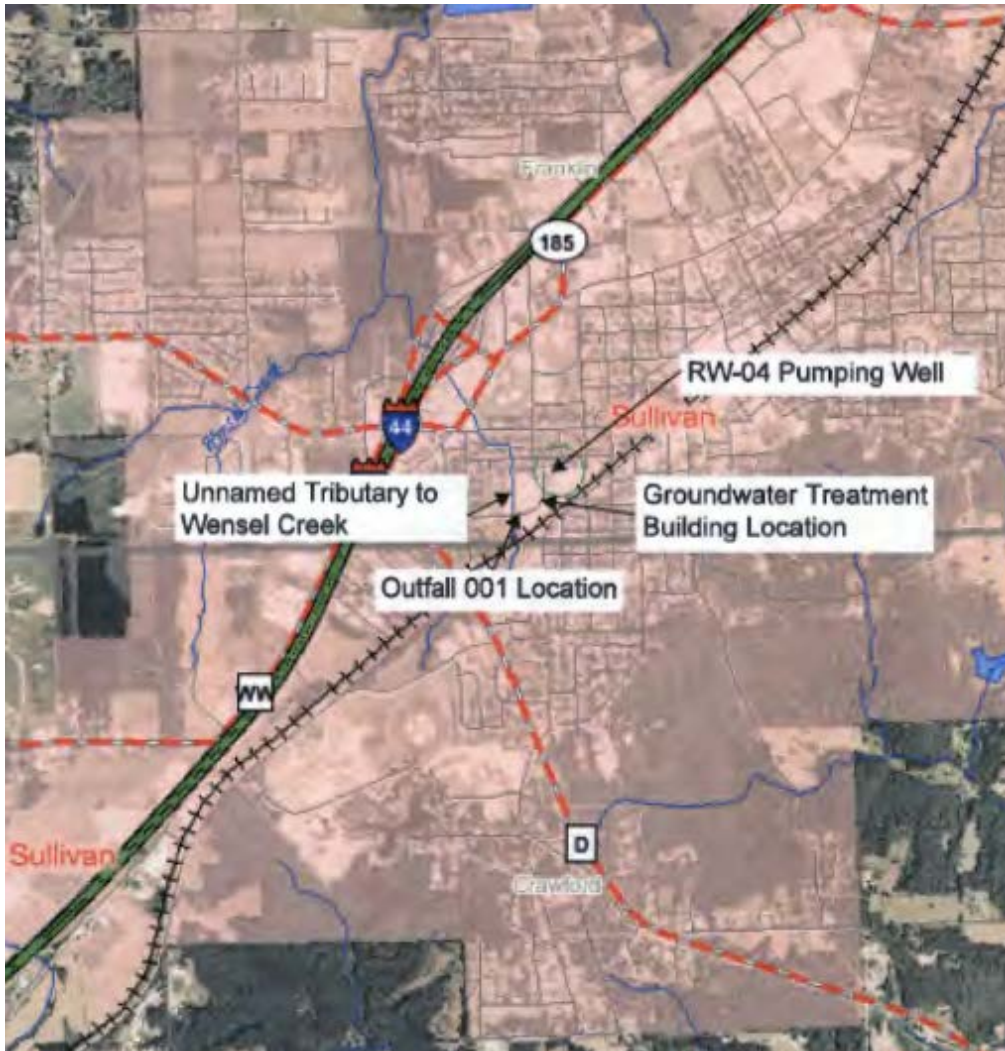 Franklin
185
RW-04 Pumping Well
Sullivan
44
Unnamed Tributary to
Wensel Creek
Groundwater Treatment
Building Location
Outfall 001 Location
WW
D
Sullivan
Crawford